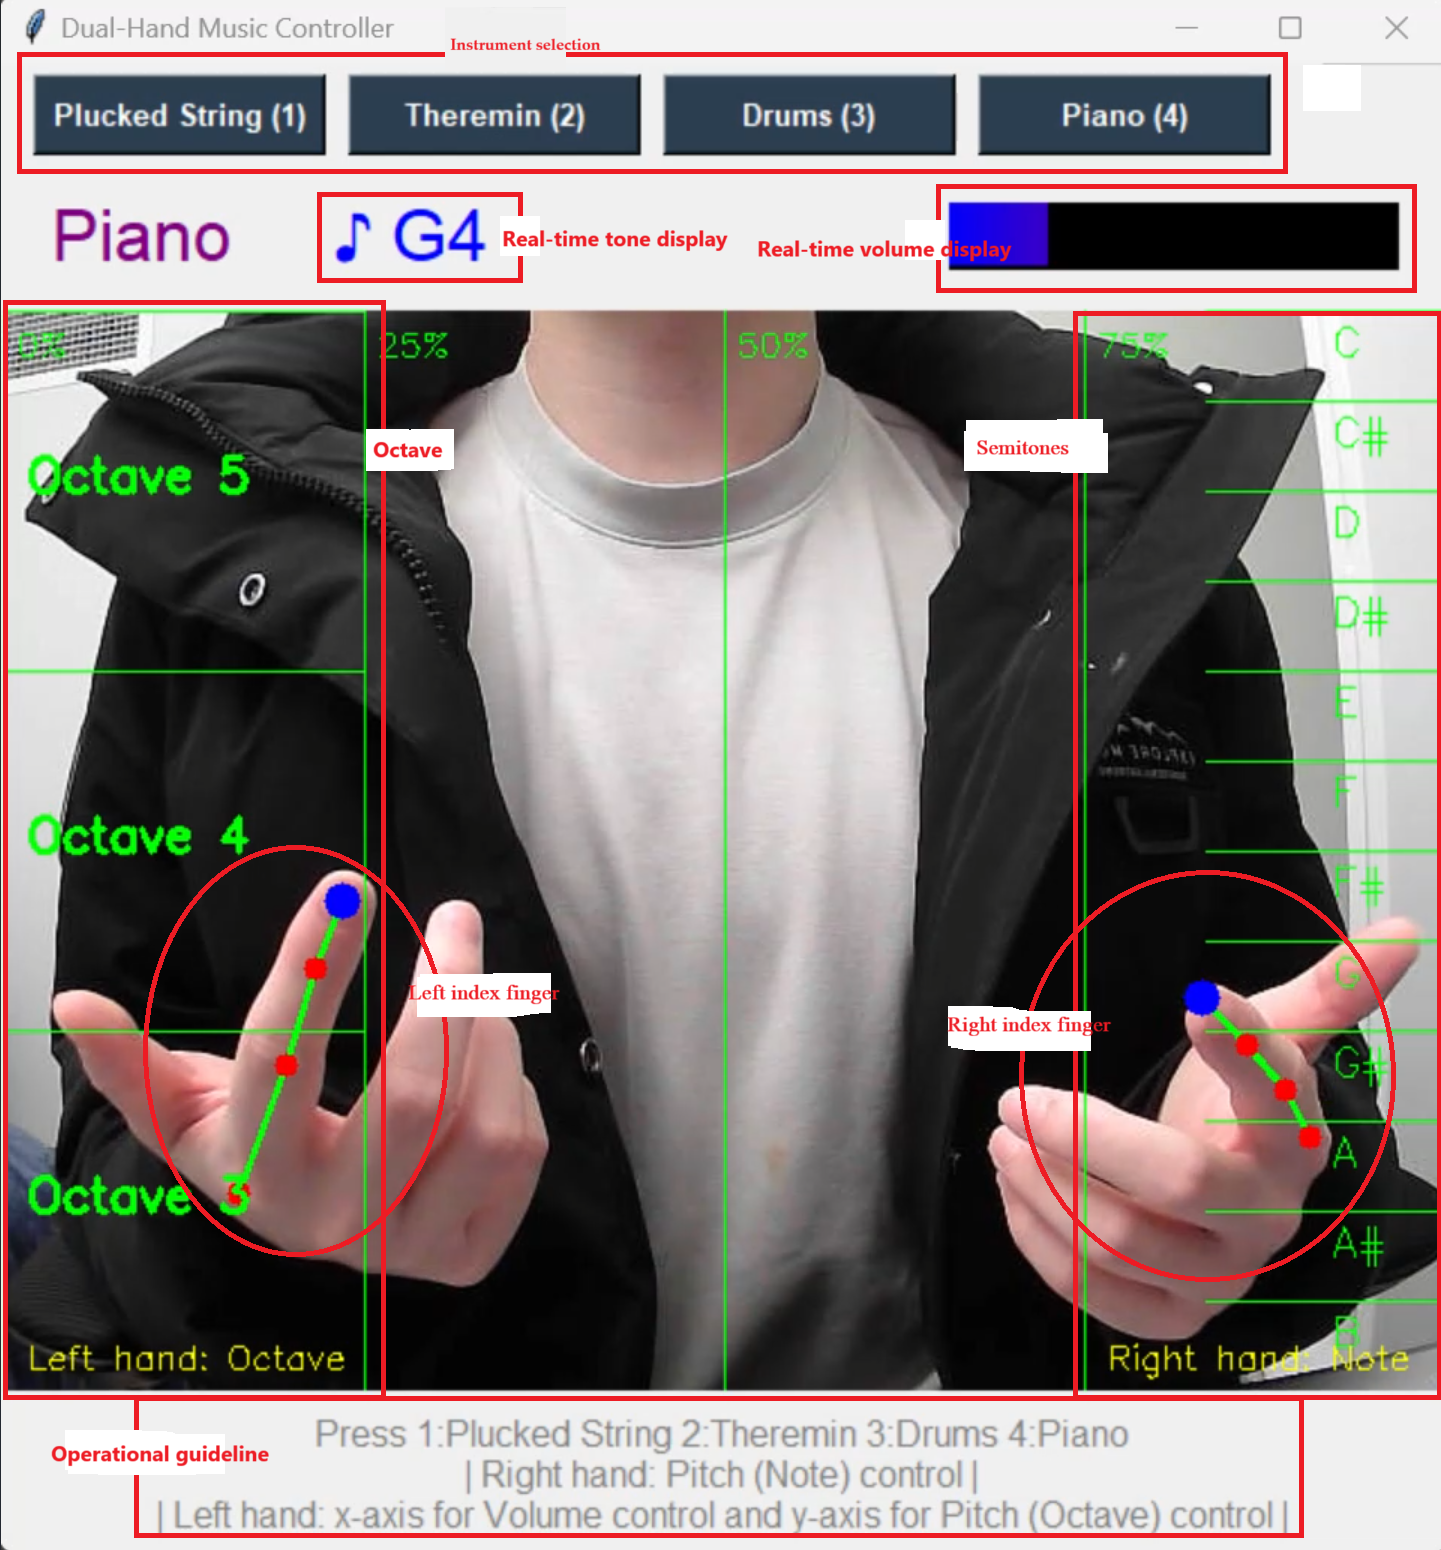 Dual-Hand Music Controller
Instrument selection
Plucked String (1)
Theremin (2)
Drums (3)
Piano (4)
Piano
♪ G4
Real-time tone display
Real-time volume display
0%
25%
50%
75%
C
C#
D
D#
E
F
F#
G
G#
A
A#
B
Octave
Semitones
Octave 5
Octave 4
Left index finger
Right index finger
Octave 3
Left hand: Octave
Right hand: Note
Operational guideline
Press 1:Plucked String 2:Theremin 3:Drums 4:Piano
| Right hand: Pitch (Note) control |
| Left hand: x-axis for Volume control and y-axis for Pitch (Octave) control |